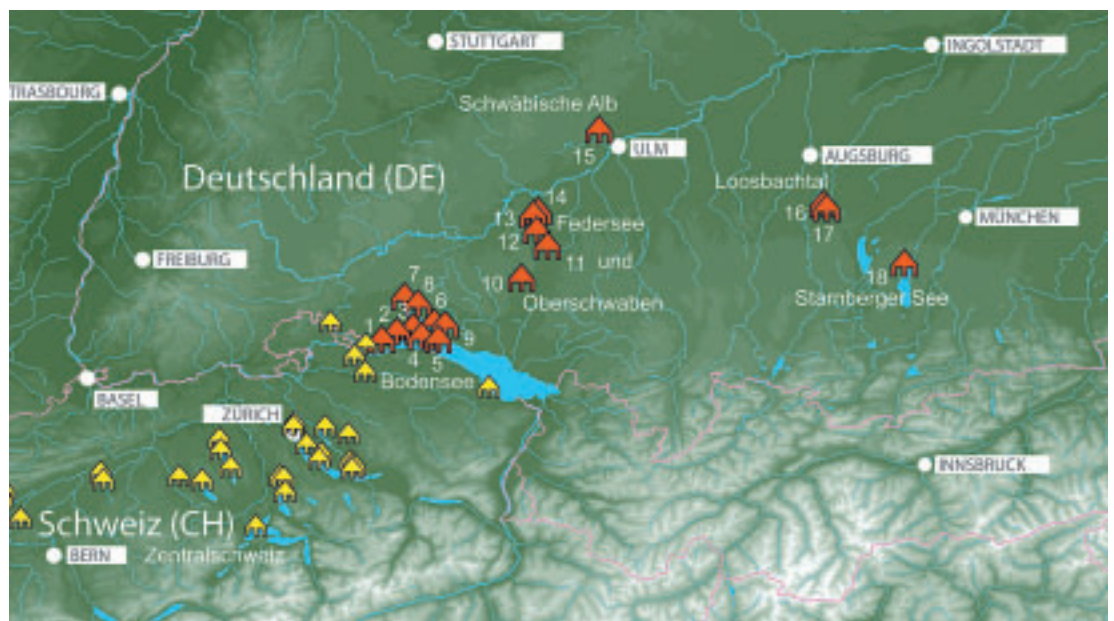 STUTTGART
INGOLSTADT
TRASBOURG
Schwäbische Alb
15
ULM
AUGSBURG
Deutschland (DE)
Loosbachtal
14
13
Federsee
16
MÜNCHEN
12
17
FREIBURG
11 und
18
10
Oberschwaben
Starnberger See
7
8
6
2
3
1
9
4
5
Bodensee
BASEL
ZÜRICH
INNSBRUCK
Schweiz (CH)
BERN
Zentralschweiz